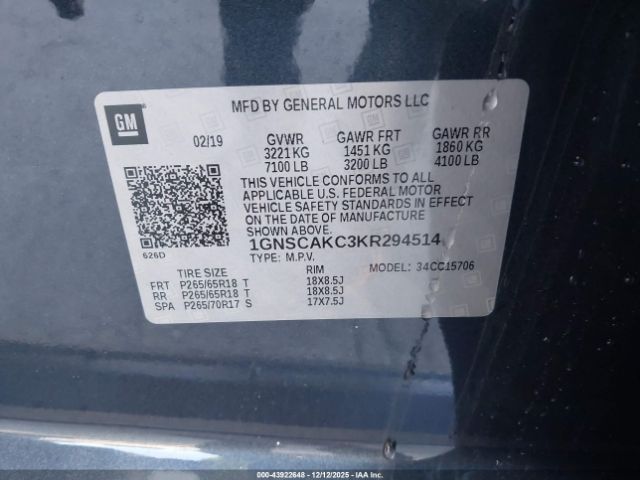 MFD BY GENERAL MOTORS LLC
GM
02/19 GVWR GAWR FRT GAWR RR
3221 KG 1451 KG 1860 KG
7100 LB 3200 LB 4100 LB
THIS VEHICLE CONFORMS TO ALL
APPLICABLE U.S. FEDERAL MOTOR
VEHICLE SAFETY STANDARDS IN EFFECT
ON THE DATE OF MANUFACTURE
SHOWN ABOVE.
1GNSCAKC3KR294514
626D
TYPE: M.P.V. MODEL: 34CC15706
TIRE SIZE RIM
FRT P265/65R18 T 18X8.5J
RR P265/65R18 T 18X8.5J
SPA P265/70R17 S 17X7.5J
000-43922648 - 12/12/2025 - IAAI, Inc.